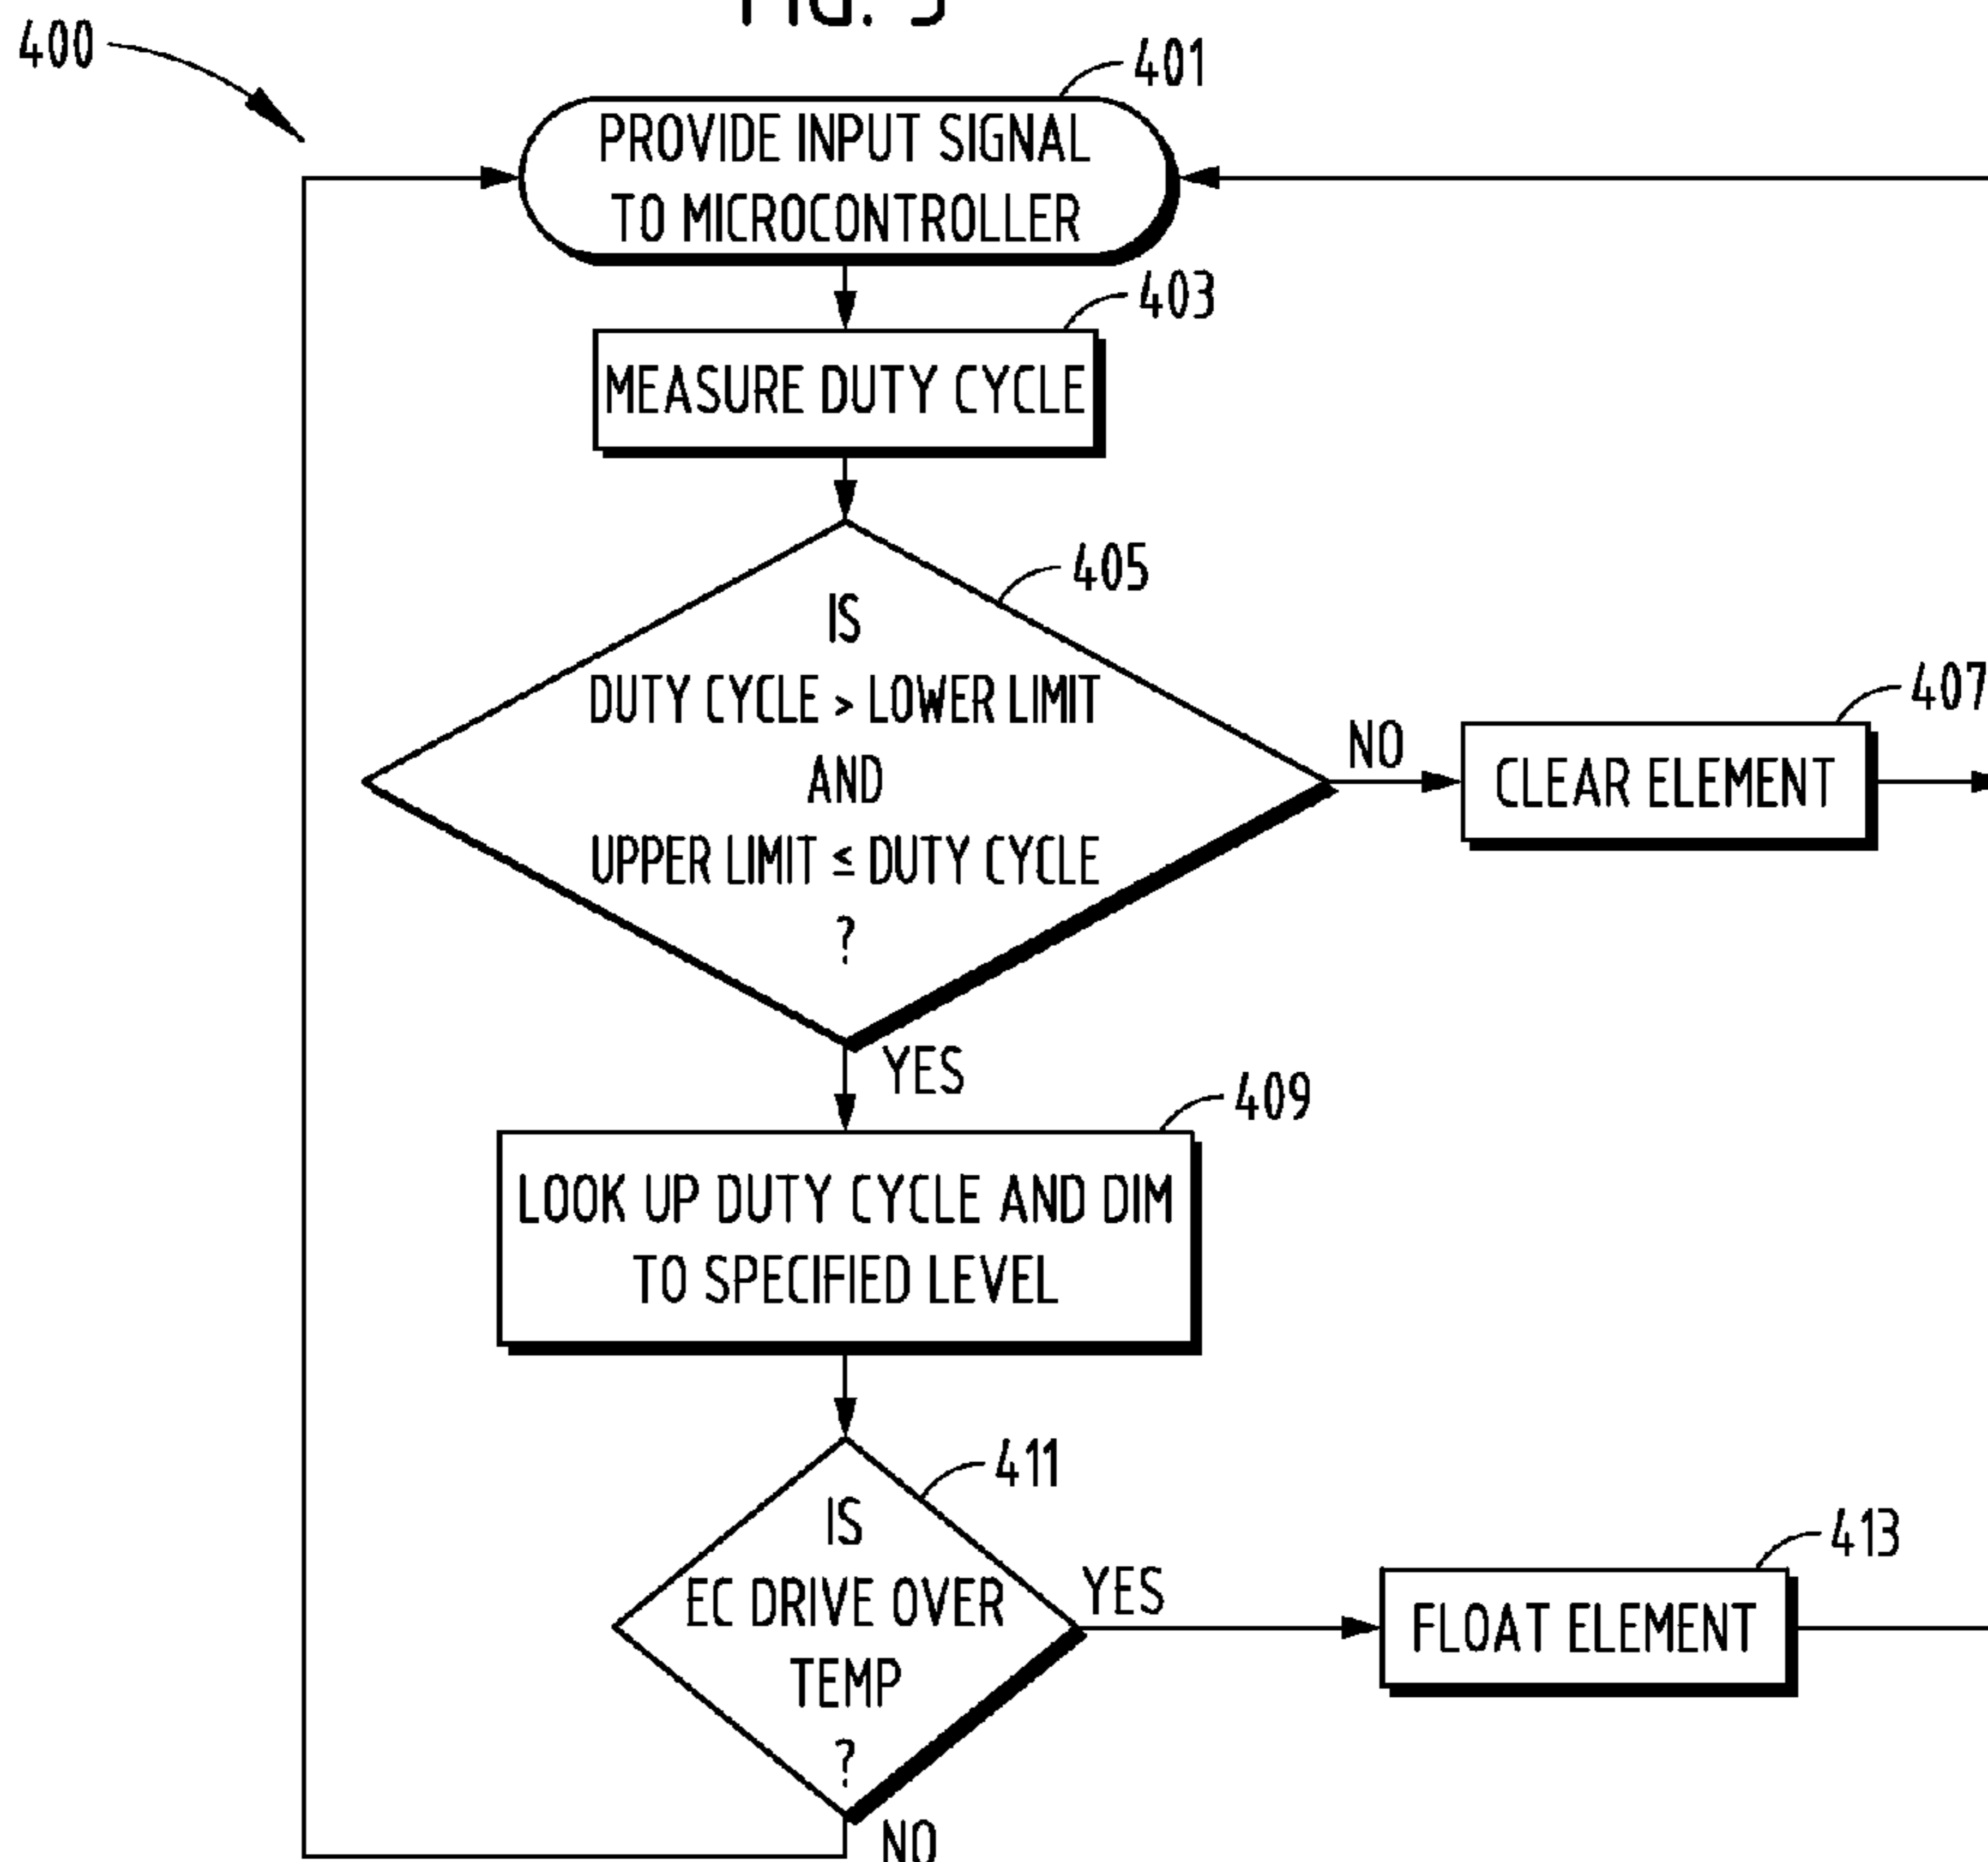 400
401
PROVIDE INPUT SIGNAL
TO MICROCONTROLLER
403
MEASURE DUTY CYCLE
405
IS
DUTY CYCLE > LOWER LIMIT
AND
UPPER LIMIT ≤ DUTY CYCLE
?
NO
407
CLEAR ELEMENT
YES
409
LOOK UP DUTY CYCLE AND DIM
TO SPECIFIED LEVEL
411
IS
EC DRIVE OVER
TEMP
?
YES
413
FLOAT ELEMENT
NO